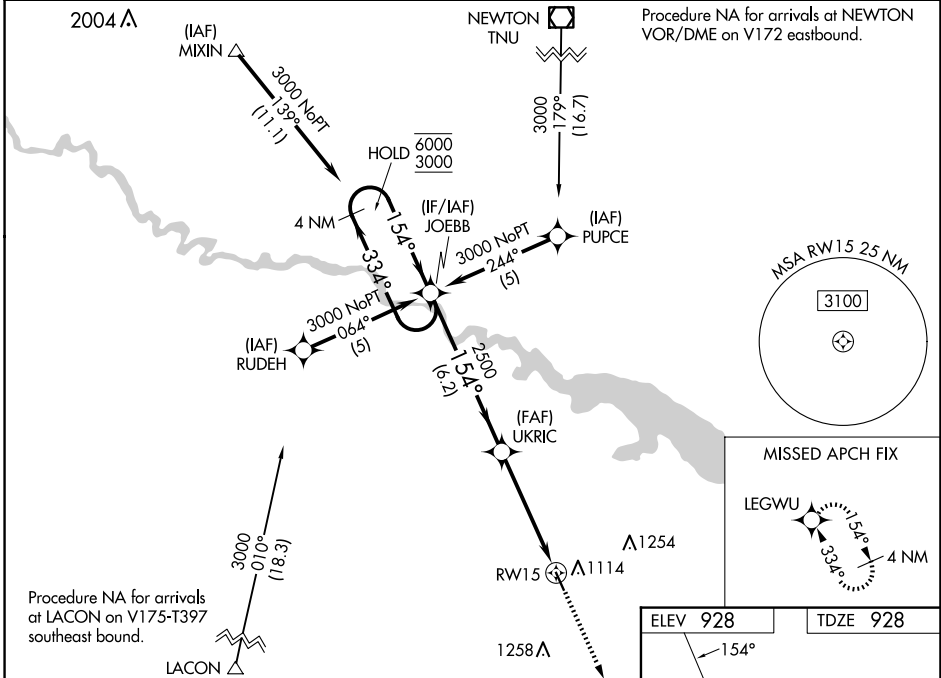 2004
(IAF)
MIXIN
3000 NoPT
139°
(11.1)
NEWTON
TNU
Procedure NA for arrivals at NEWTON
VOR/DME on V172 eastbound.
3000
179°
(16.7)
HOLD 6000
3000
4 NM
154°
334°
(IF/IAF)
JOEBB
(IAF)
PUPCE
3000 NoPT
244°
(5)
3000 NoPT
064°
(5)
(IAF)
RUDEH
MSA RW15 25 NM
3100
2500
154°
(6.2)
(FAF)
UKRIC
MISSED APCH FIX
LEGWU
154°
334°
4 NM
3000
010°
(18.3)
Procedure NA for arrivals
at LACON on V175-T397
southeast bound.
LACON
RW15
1114
1254
1258
ELEV 928
TDZE 928
154°